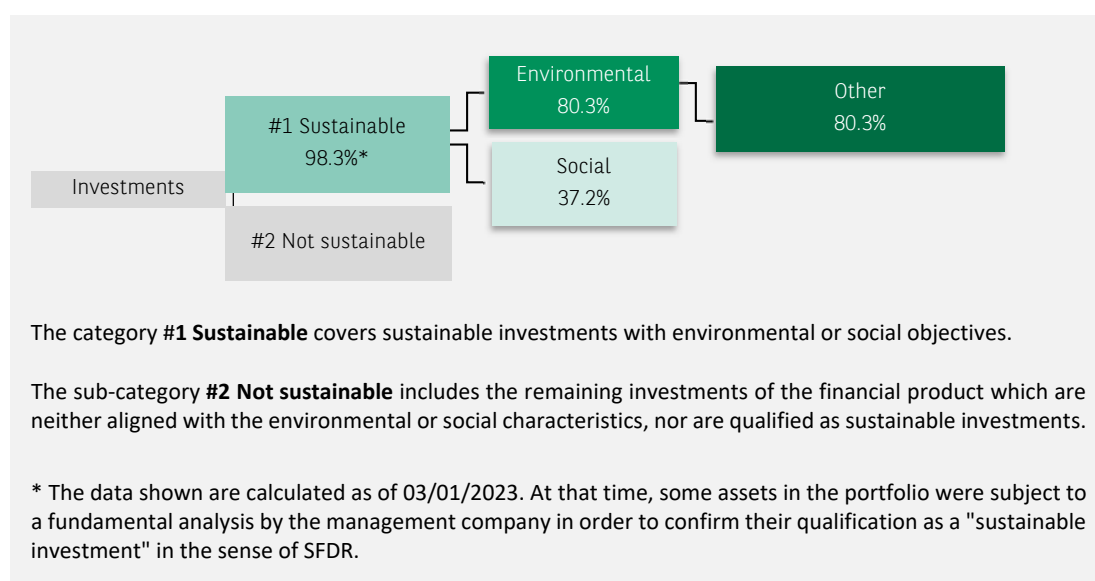 Environmental
80.3%
Other
80.3%
#1 Sustainable
98.3%*
Social
37.2%
Investments
#2 Not sustainable
The category #1 Sustainable covers sustainable investments with environmental or social objectives.
The sub-category #2 Not sustainable includes the remaining investments of the financial product which are
neither aligned with the environmental or social characteristics, nor are qualified as sustainable investments.
* The data shown are calculated as of 03/01/2023. At that time, some assets in the portfolio were subject to
a fundamental analysis by the management company in order to confirm their qualification as a "sustainable
investment" in the sense of SFDR.